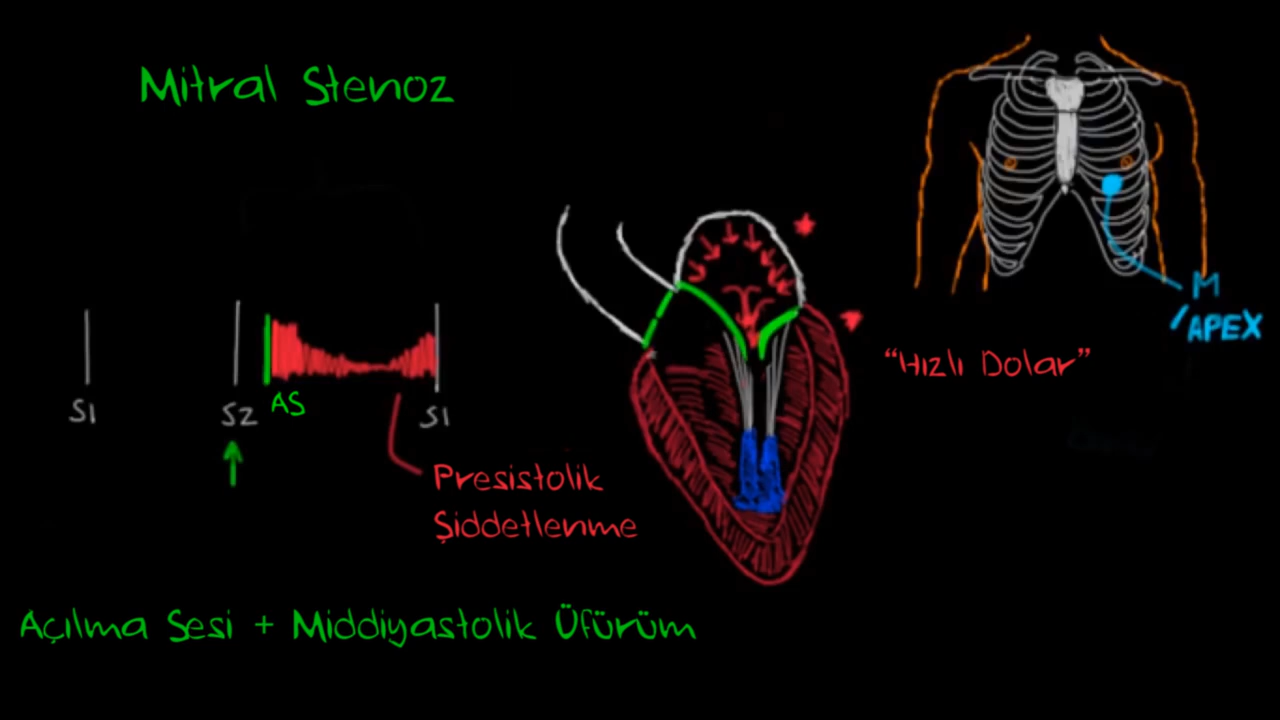 Mitral Stenoz
M
/APEX
"Hızlı Dolar"
S1
S2
AS
S1
Presistolik
Şiddetlenme
Açılma Sesi + Middiyastolik Üfürüm